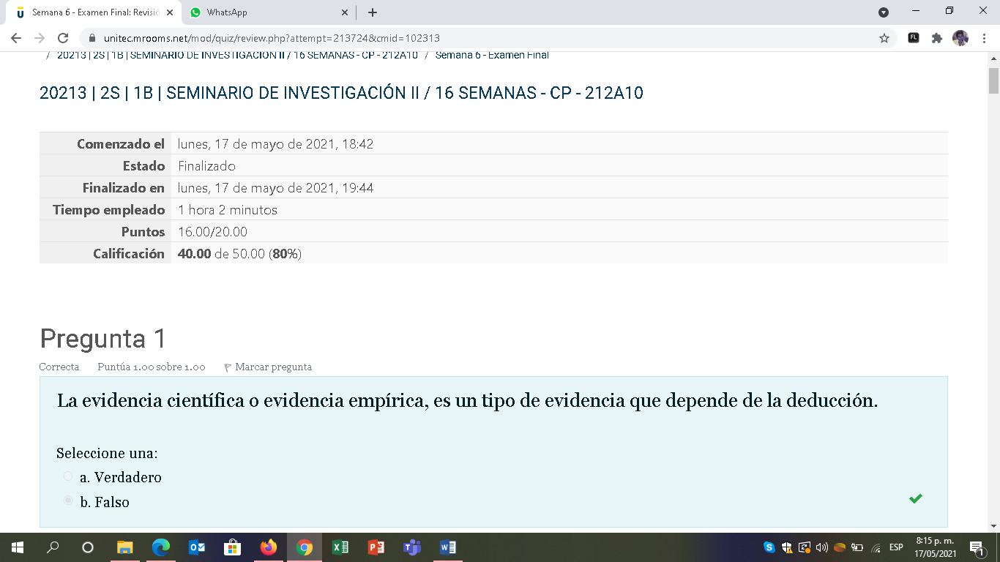 Semana 6 - Examen Final: Revisió
WhatsApp
unitec.mrooms.net/mod/quiz/review.php?attempt=213724&cmid=102313
FL
/ 20213 | 2S | 1B | SEMINARIO DE INVESTIGACIÓN II / 16 SEMANAS - CP - 212A10 / Semana 6 - Examen Final
20213 | 2S | 1B | SEMINARIO DE INVESTIGACIÓN II / 16 SEMANAS - CP - 212A10
Comenzado el lunes, 17 de mayo de 2021, 18:42
Estado Finalizado
Finalizado en lunes, 17 de mayo de 2021, 19:44
Tiempo empleado 1 hora 2 minutos
Puntos 16.00/20.00
Calificación 40.00 de 50.00 (80%)
Pregunta 1
Correcta Puntúa 1.00 sobre 1.00 Marcar pregunta
La evidencia científica o evidencia empírica, es un tipo de evidencia que depende de la deducción.
Seleccione una:
a. Verdadero
b. Falso
ESP
8:15 p. m.
17/05/2021
1